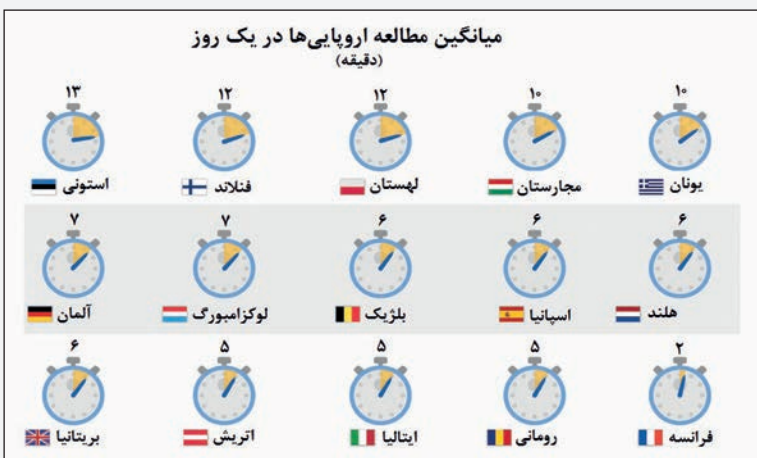 میانگین مطالعه اروپایی‌ها در یک روز
(دقیقه)
۱۰ ۱۰ ۱۲ ۱۲ ۱۳
یونان مجارستان لهستان فنلاند استونی
۶ ۶ ۶ ۷ ۷
هلند اسپانیا بلژیک لوکزامبورگ آلمان
۲ ۵ ۵ ۵ ۶
فرانسه رومانی ایتالیا اتریش بریتانیا